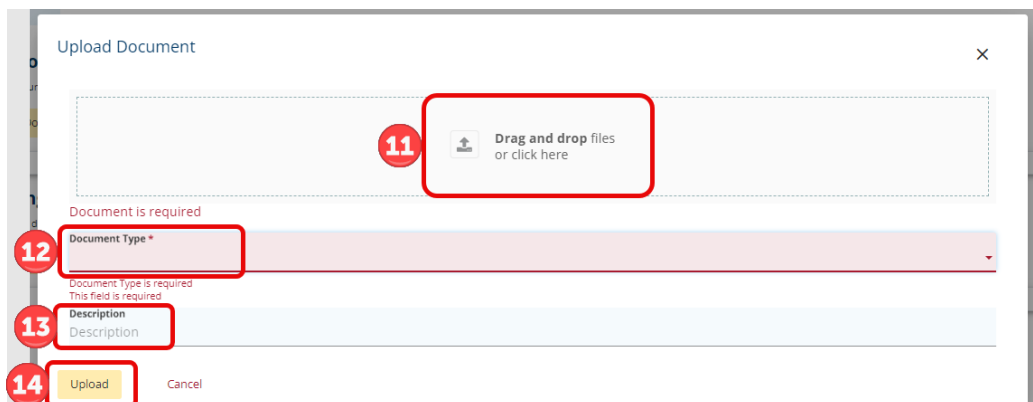 Upload Document
11
Drag and drop files
or click here
Document is required
12
Document Type *
Document Type is required
This field is required
13
Description
Description
14
Upload
Cancel